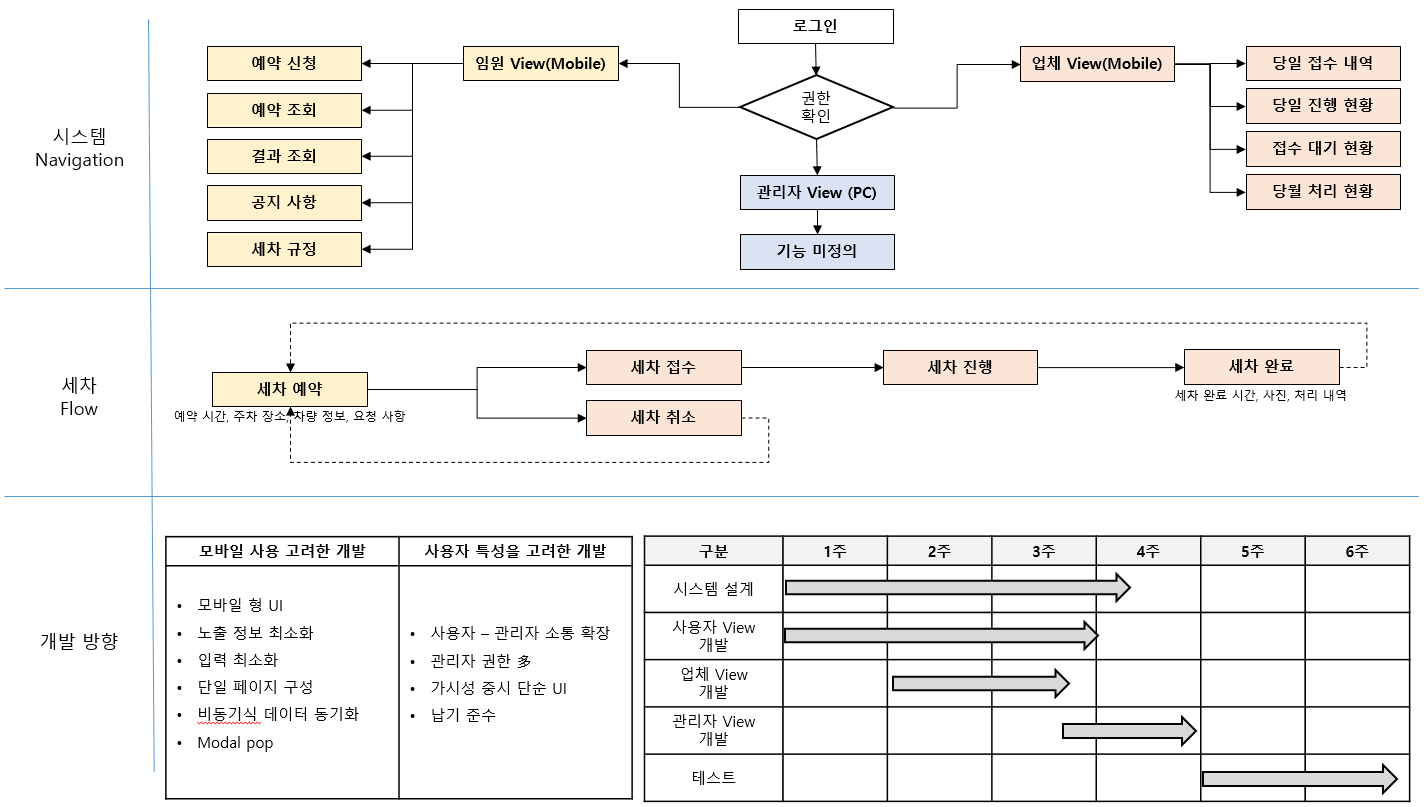 시스템
Navigation
로그인
권한
확인
임원 View(Mobile)
예약 신청
예약 조회
결과 조회
공지 사항
세차 규정
관리자 View (PC)
기능 미정의
업체 View(Mobile)
당일 접수 내역
당일 진행 현황
접수 대기 현황
당월 처리 현황
세차
Flow
세차 예약
예약 시간, 주차 장소, 차량 정보, 요청 사항
세차 접수
세차 취소
세차 진행
세차 완료
세차 완료 시간, 사진, 처리 내역
개발 방향
모바일 사용 고려한 개발
• 모바일 형 UI
• 노출 정보 최소화
• 입력 최소화
• 단일 페이지 구성
• 비동기식 데이터 동기화
• Modal pop
사용자 특성을 고려한 개발
• 사용자 – 관리자 소통 확장
• 관리자 권한 多
• 가시성 중시 단순 UI
• 납기 준수
구분 1주 2주 3주 4주 5주 6주
시스템 설계
사용자 View
개발
업체 View
개발
관리자 View
개발
테스트